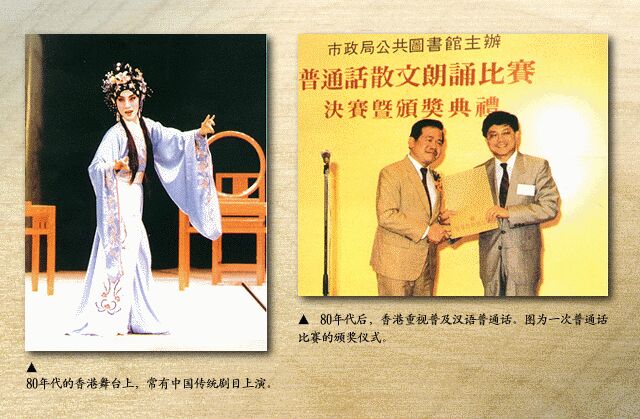 市政局公共圖書館主辦
普通話散文朗誦比賽
決賽暨頒獎典禮
▲ 80年代后，香港重视普及汉语普通话。图为一次普通话
比赛的颁奖仪式。
▲
80年代的香港舞台上，常有中国传统剧目上演。